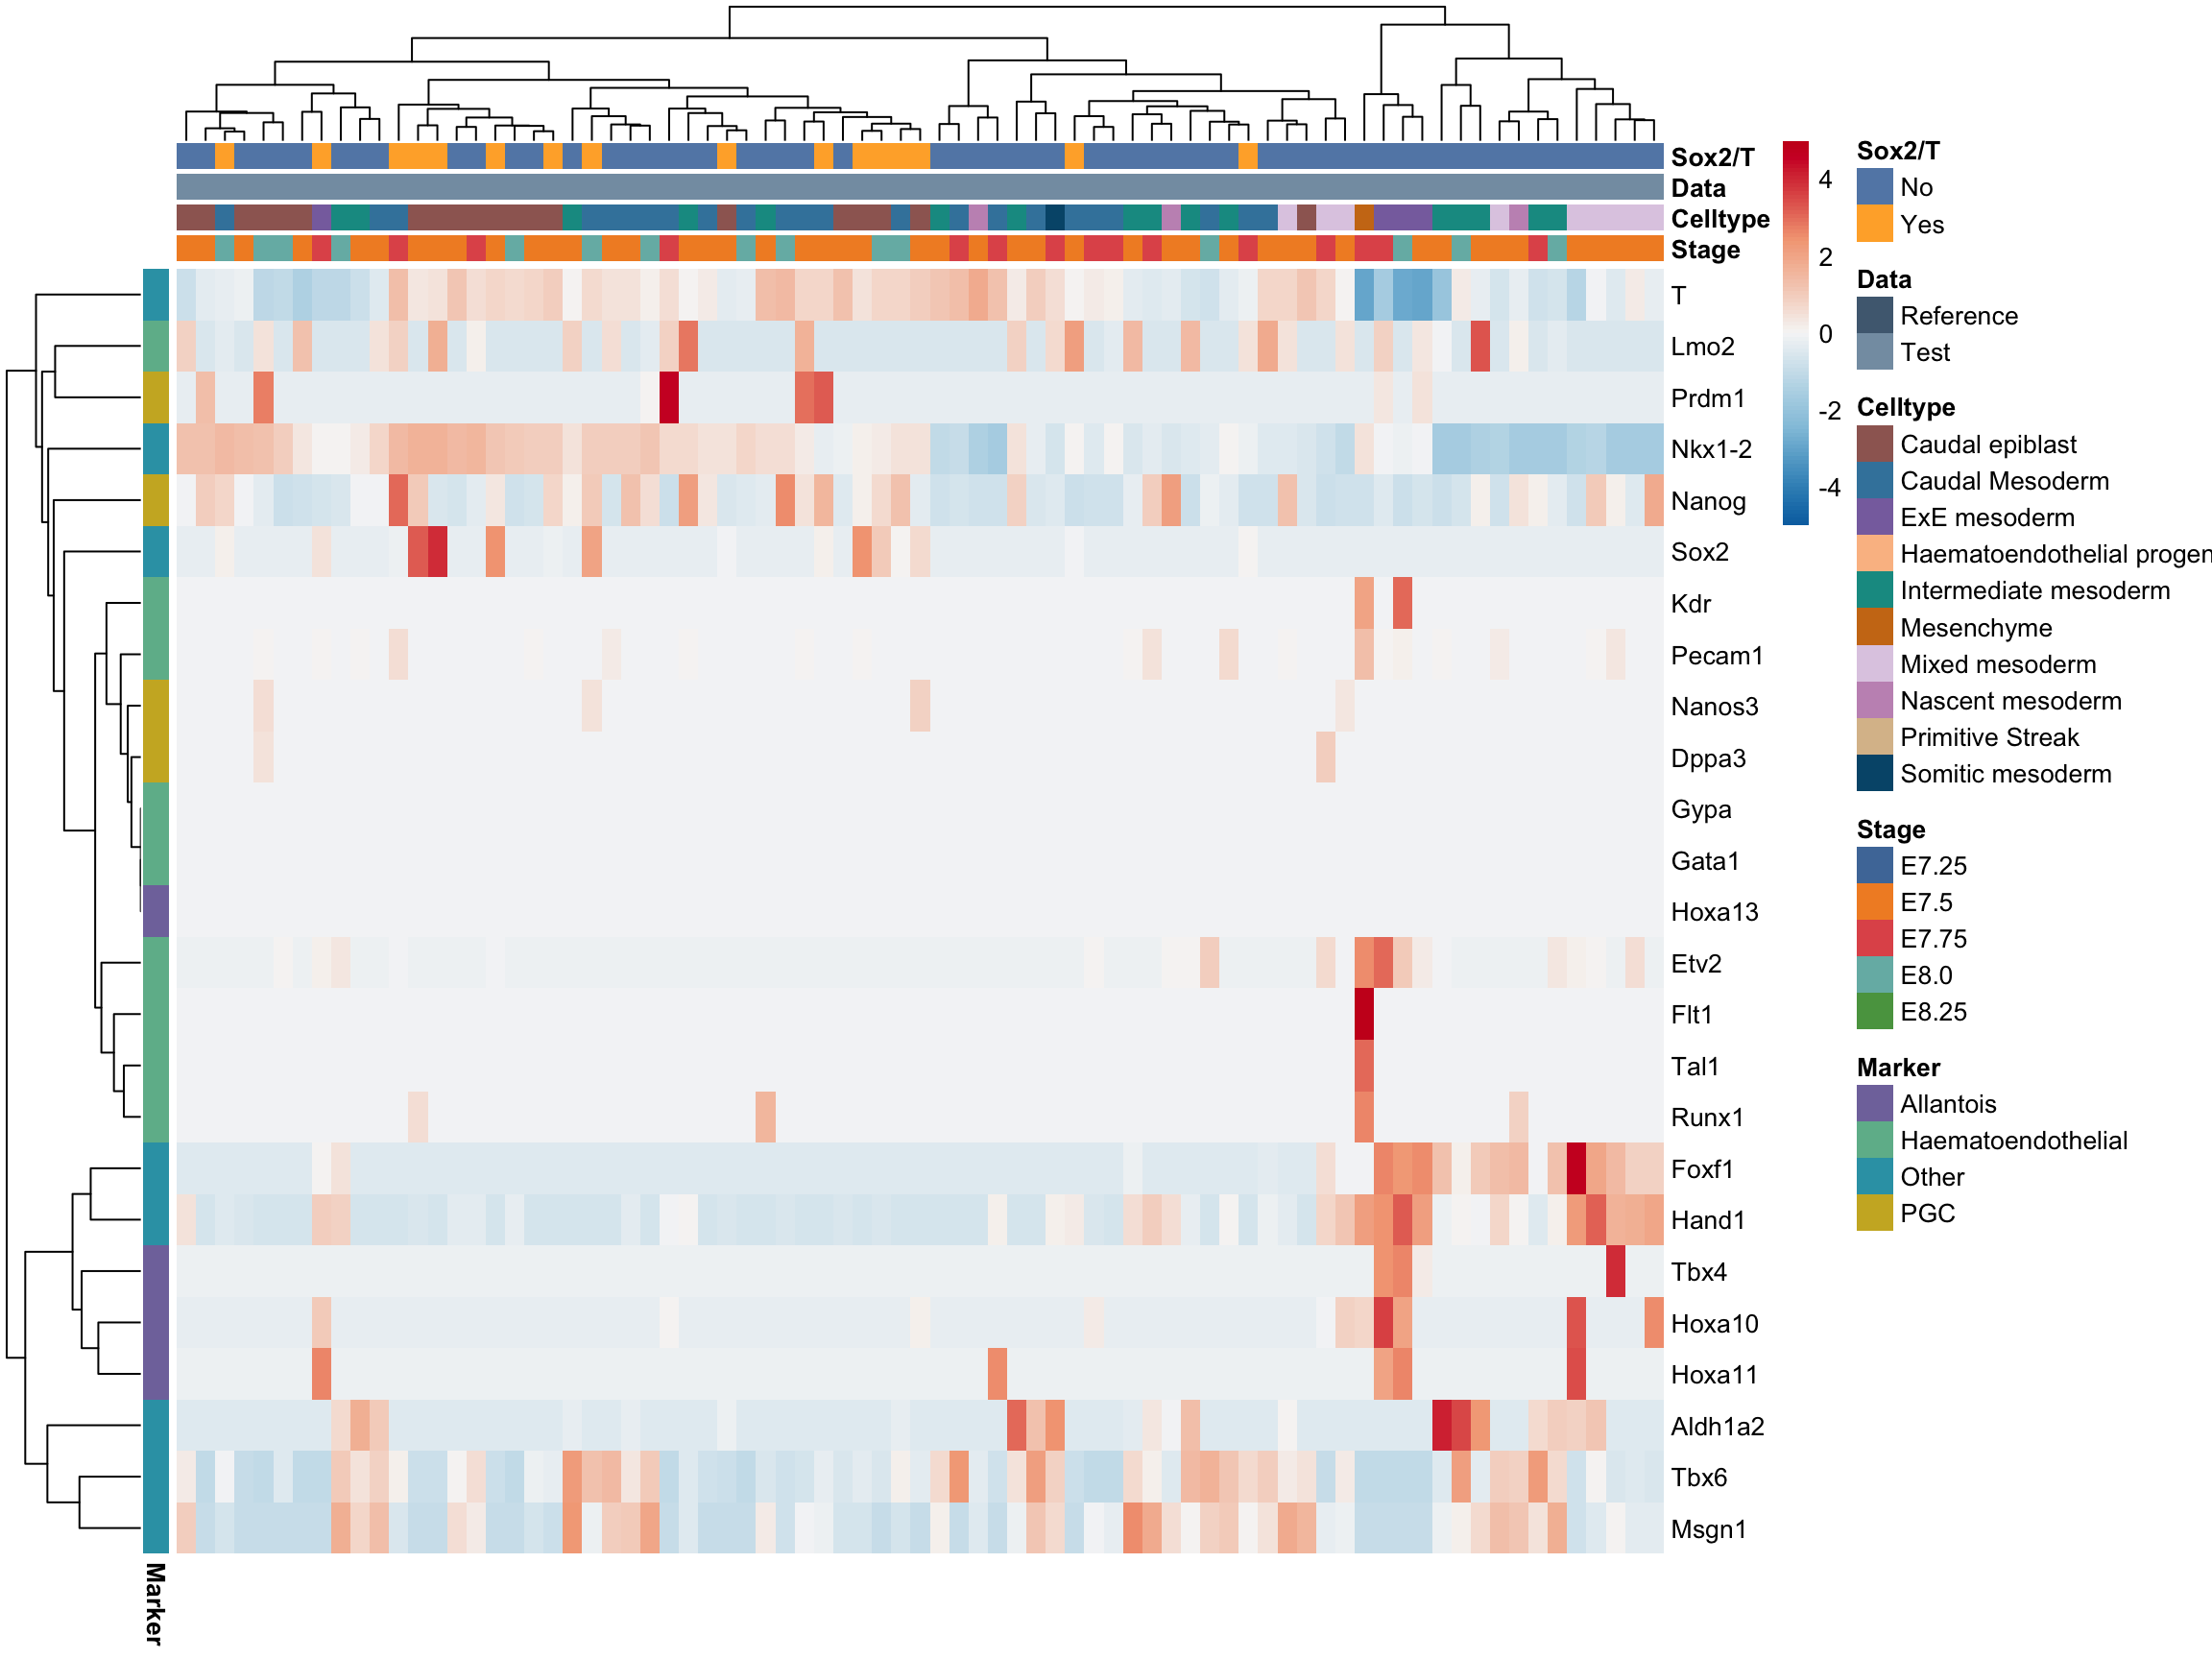 Sox2/T
Data
Celltype
Stage
T
Lmo2
Prdm1
Nkx1-2
Nanog
Sox2
Kdr
Pecam1
Nanos3
Dppa3
Gypa
Gata1
Hoxa13
Etv2
Flt1
Tal1
Runx1
Foxf1
Hand1
Tbx4
Hoxa10
Hoxa11
Aldh1a2
Tbx6
Msgn1
Marker
4
2
0
-2
-4
Sox2/T
No
Yes
Data
Reference
Test
Celltype
Caudal epiblast
Caudal Mesoderm
ExE mesoderm
Haematoendothelial progen
Intermediate mesoderm
Mesenchyme
Mixed mesoderm
Nascent mesoderm
Primitive Streak
Somitic mesoderm
Stage
E7.25
E7.5
E7.75
E8.0
E8.25
Marker
Allantois
Haematoendothelial
Other
PGC